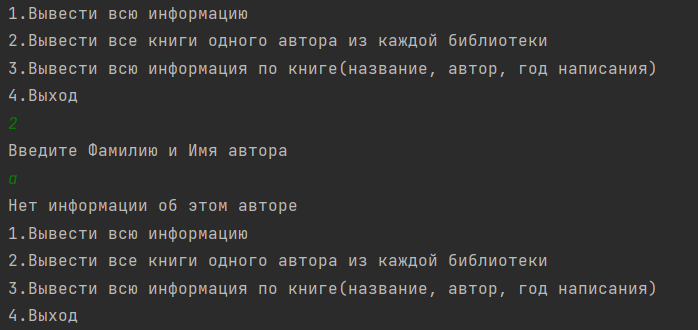 1.Вывести всю информацию
2.Вывести все книги одного автора из каждой библиотеки
3.Вывести всю информация по книге(название, автор, год написания)
4.Выход
2
Введите Фамилию и Имя автора
а
Нет информации об этом авторе
1.Вывести всю информацию
2.Вывести все книги одного автора из каждой библиотеки
3.Вывести всю информация по книге(название, автор, год написания)
4.Выход